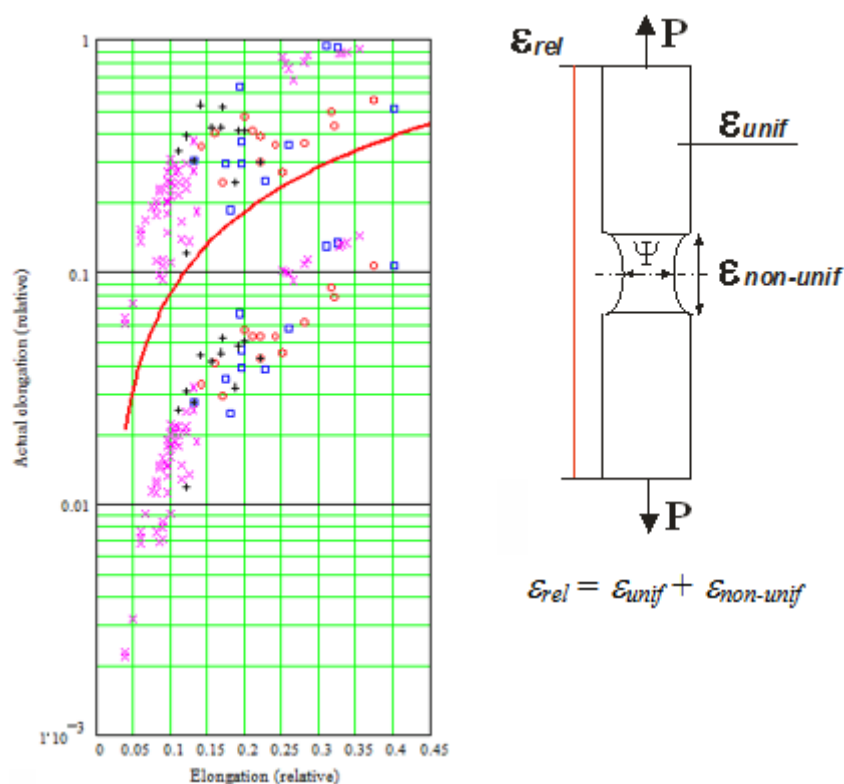 Actual elongation (relative)
1
0.1
0.01
1·10⁻³
0 0.05 0.1 0.15 0.2 0.25 0.3 0.35 0.4 0.45
Elongation (relative)
P
εrel
εunif
Ψ
εnon-unif
P
εrel = εunif + εnon-unif